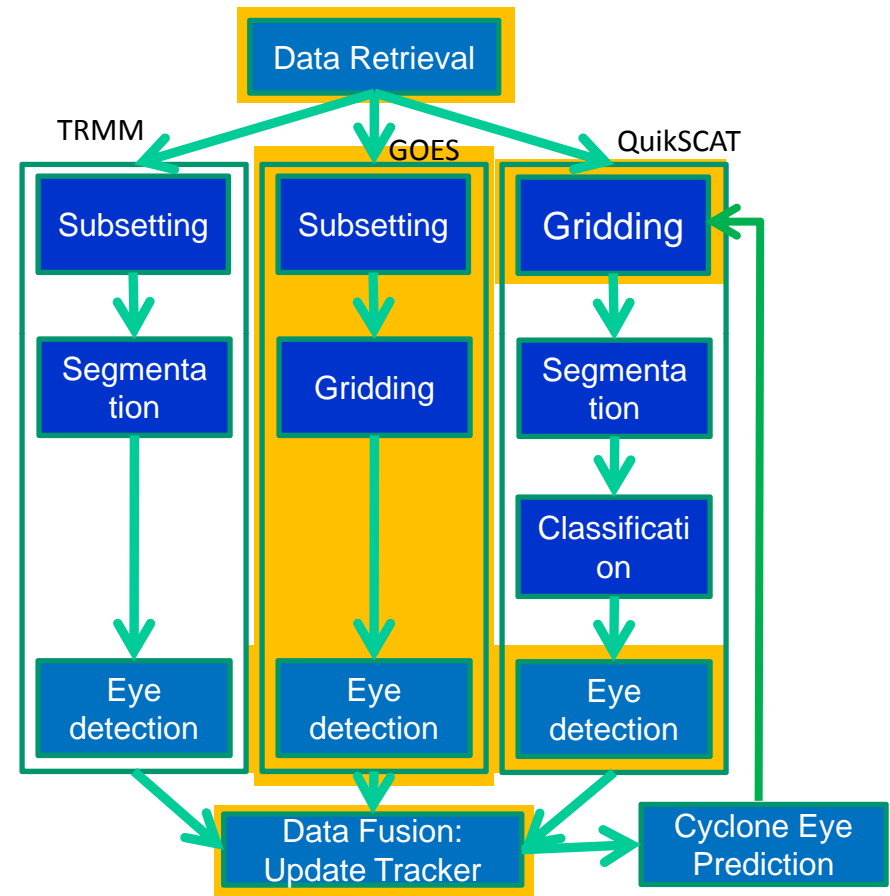 Data Retrieval
TRMM
GOES
QuikSCAT
Subsetting
Subsetting
Gridding
Segmenta
tion
Gridding
Segmenta
tion
Classificati
on
Eye
detection
Eye
detection
Eye
detection
Data Fusion:
Update Tracker
Cyclone Eye
Prediction